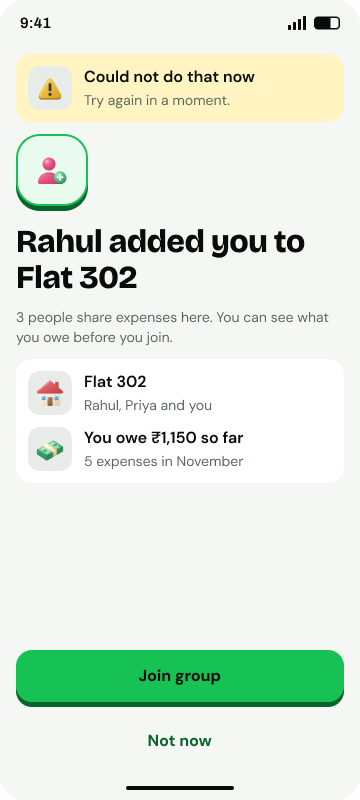 9:41
Could not do that now
Try again in a moment.
Rahul added you to
Flat 302
3 people share expenses here. You can see what
you owe before you join.
Flat 302
Rahul, Priya and you
You owe ₹1,150 so far
5 expenses in November
Join group
Not now